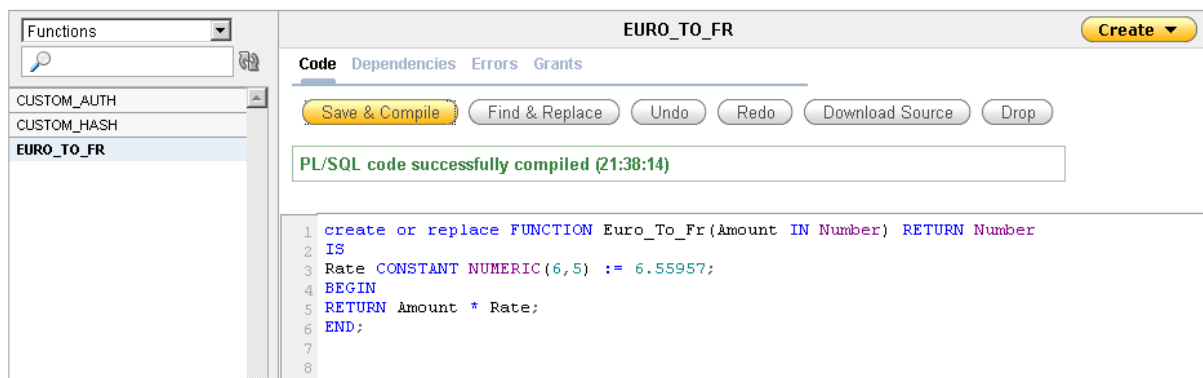 Functions
EURO_TO_FR
Create
Code Dependencies Errors Grants
CUSTOM_AUTH
CUSTOM_HASH
EURO_TO_FR
Save & Compile Find & Replace Undo Redo Download Source Drop
PL/SQL code successfully compiled (21:38:14)
1 create or replace FUNCTION Euro_To_Fr(Amount IN Number) RETURN Number
2 IS
3 Rate CONSTANT NUMERIC(6,5) := 6.55957;
4 BEGIN
5 RETURN Amount * Rate;
6 END;
7
8